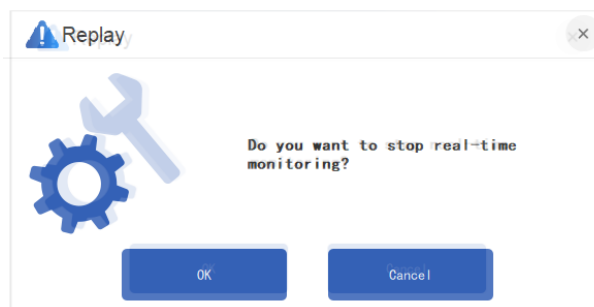 Replay
Do you want to stop real-time
monitoring?
OK
Cancel